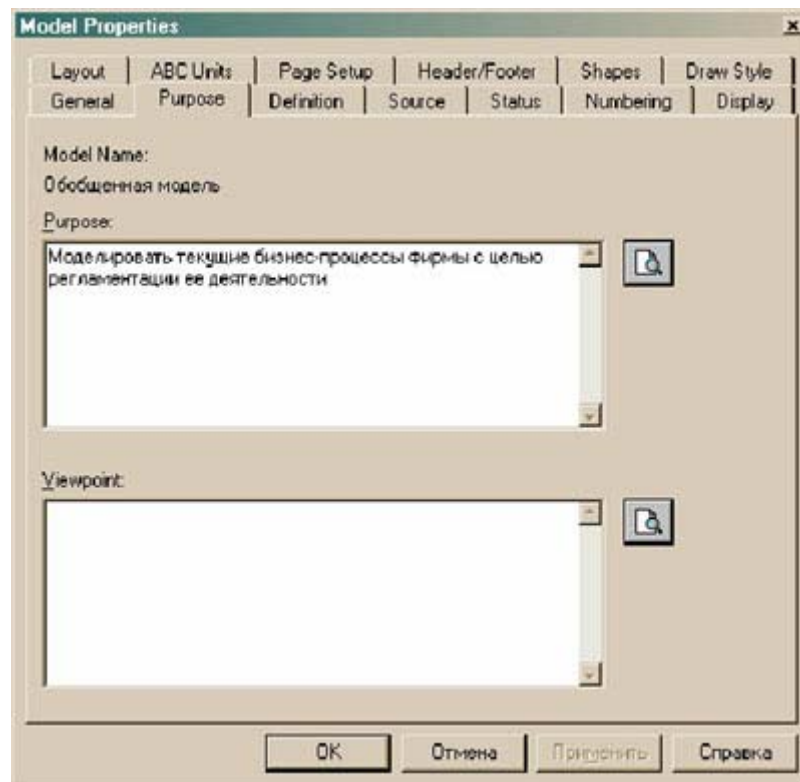 Model Properties
Layout ABC Units Page Setup Header/Footer Shapes Draw Style
General Purpose Definition Source Status Numbering Display
Model Name:
Обобщенная модель
Purpose:
Моделировать текущие бизнес-процессы фирмы с целью
регламентации ее деятельности
Viewpoint:
OK Отмена Применить Справка